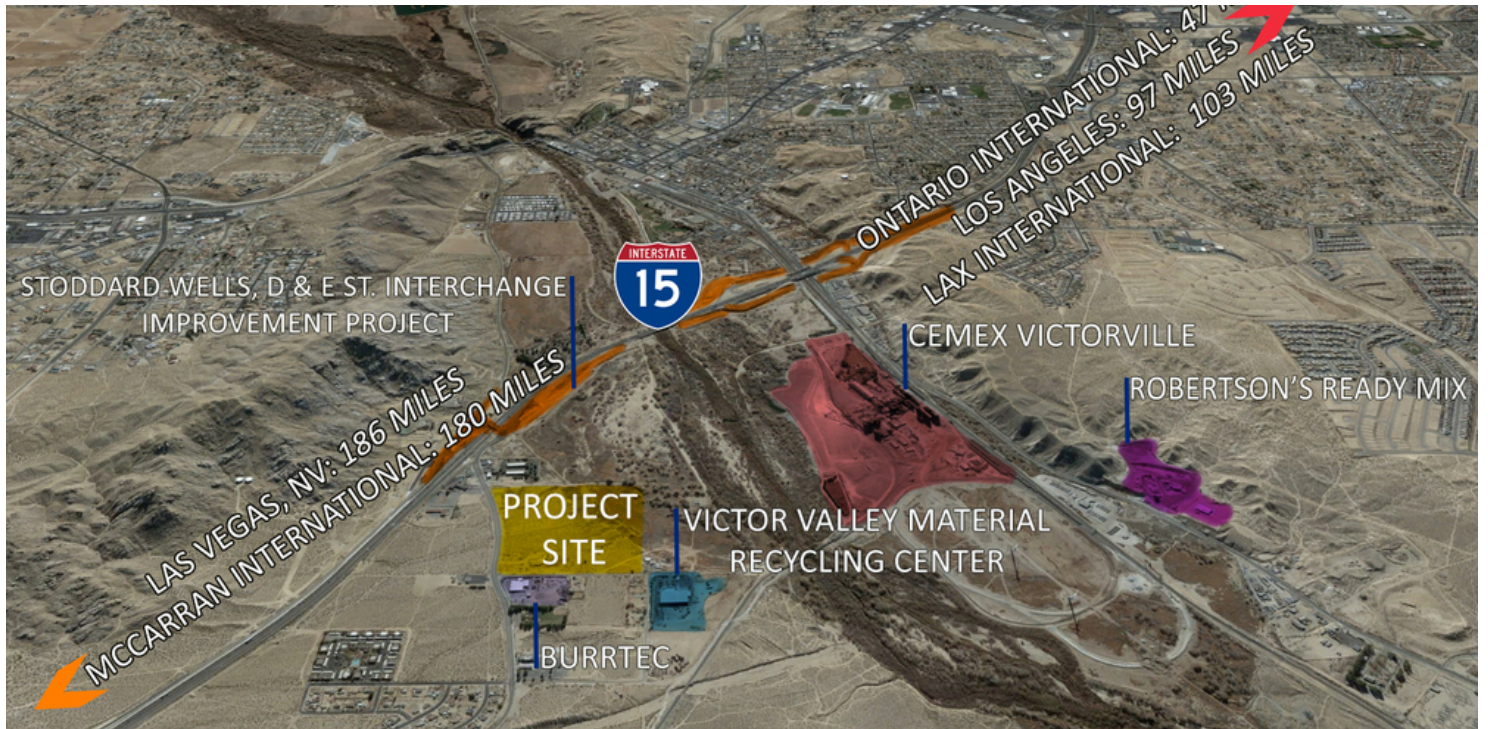 ONTARIO INTERNATIONAL: 47
LOS ANGELES: 97 MILES
LAX INTERNATIONAL: 103 MILES
INTERSTATE
15
STODDARD WELLS, D & E ST. INTERCHANGE
IMPROVEMENT PROJECT
CEMEX VICTORVILLE
ROBERTSON'S READY MIX
LAS VEGAS, NV: 186 MILES
MCCARRAN INTERNATIONAL: 180 MILES
PROJECT
SITE
VICTOR VALLEY MATERIAL
RECYCLING CENTER
BURRTEC